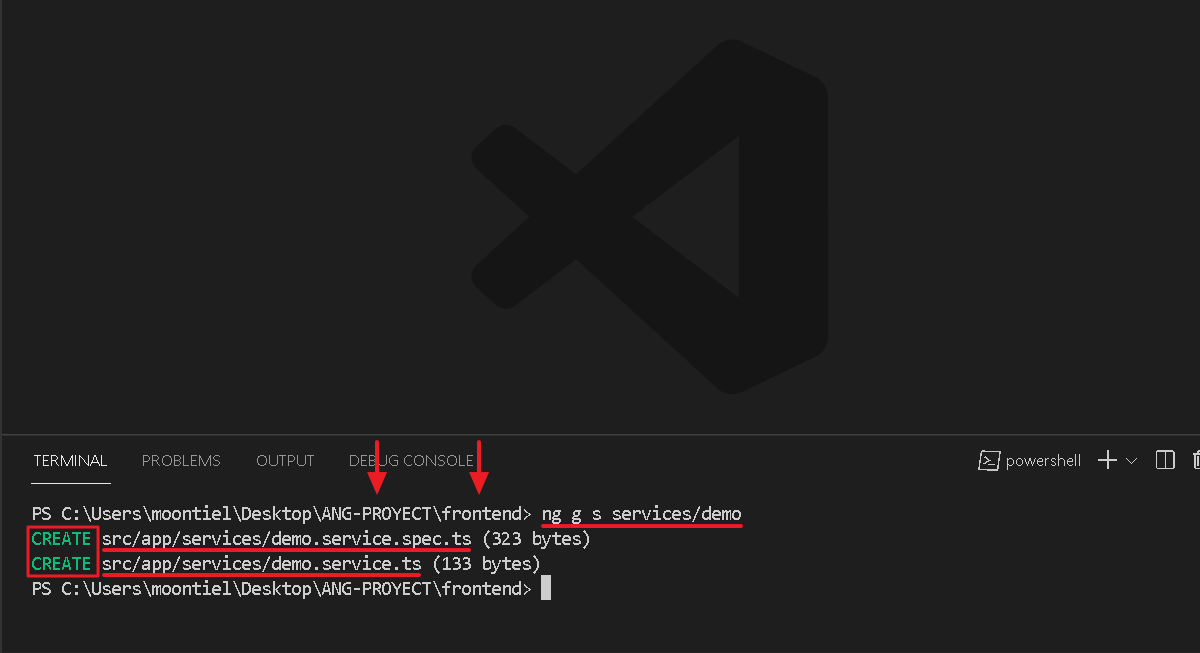 TERMINAL PROBLEMS OUTPUT DEBUG CONSOLE powershell
PS C:\Users\moontiel\Desktop\ANG-PROYECT\frontend> ng g s services/demo
CREATE src/app/services/demo.service.spec.ts (323 bytes)
CREATE src/app/services/demo.service.ts (133 bytes)
PS C:\Users\moontiel\Desktop\ANG-PROYECT\frontend>